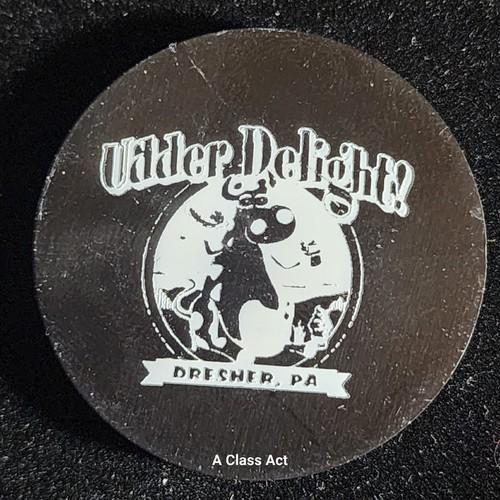 Udder Delight!
DRESHER, PA
A Class Act